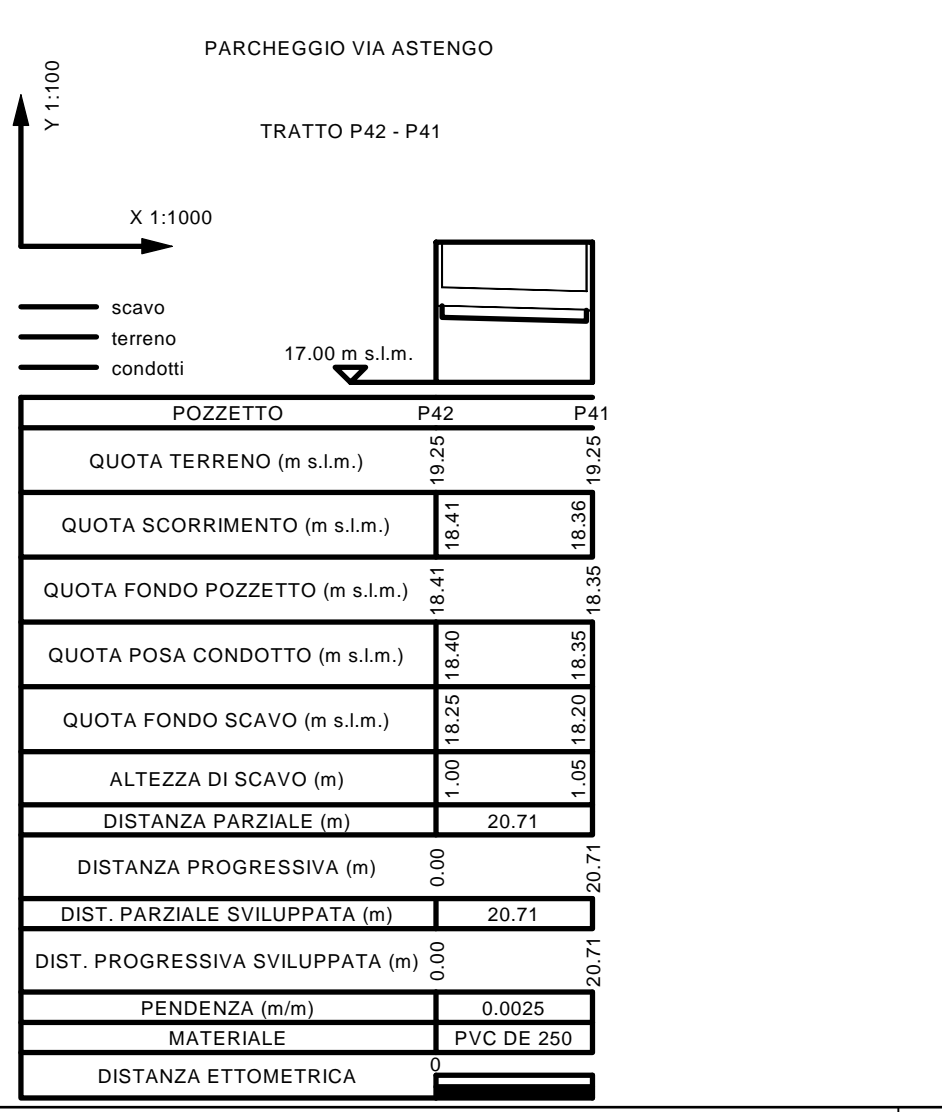 PARCHEGGIO VIA ASTENGO
Y 1:100
TRATTO P42 - P41
X 1:1000
scavo
terreno
condotti
17.00 m s.l.m.
POZZETTO P42 P41
QUOTA TERRENO (m s.l.m.) 19.25 19.25
QUOTA SCORRIMENTO (m s.l.m.) 18.41 18.36
QUOTA FONDO POZZETTO (m s.l.m.) 18.41 18.35
QUOTA POSA CONDOTTO (m s.l.m.) 18.40 18.35
QUOTA FONDO SCAVO (m s.l.m.) 18.25 18.20
ALTEZZA DI SCAVO (m) 1.00 1.05
DISTANZA PARZIALE (m) 20.71
DISTANZA PROGRESSIVA (m) 0.00 20.71
DIST. PARZIALE SVILUPPATA (m) 20.71
DIST. PROGRESSIVA SVILUPPATA (m) 0.00 20.71
PENDENZA (m/m) 0.0025
MATERIALE PVC DE 250
DISTANZA ETTOMETRICA 0